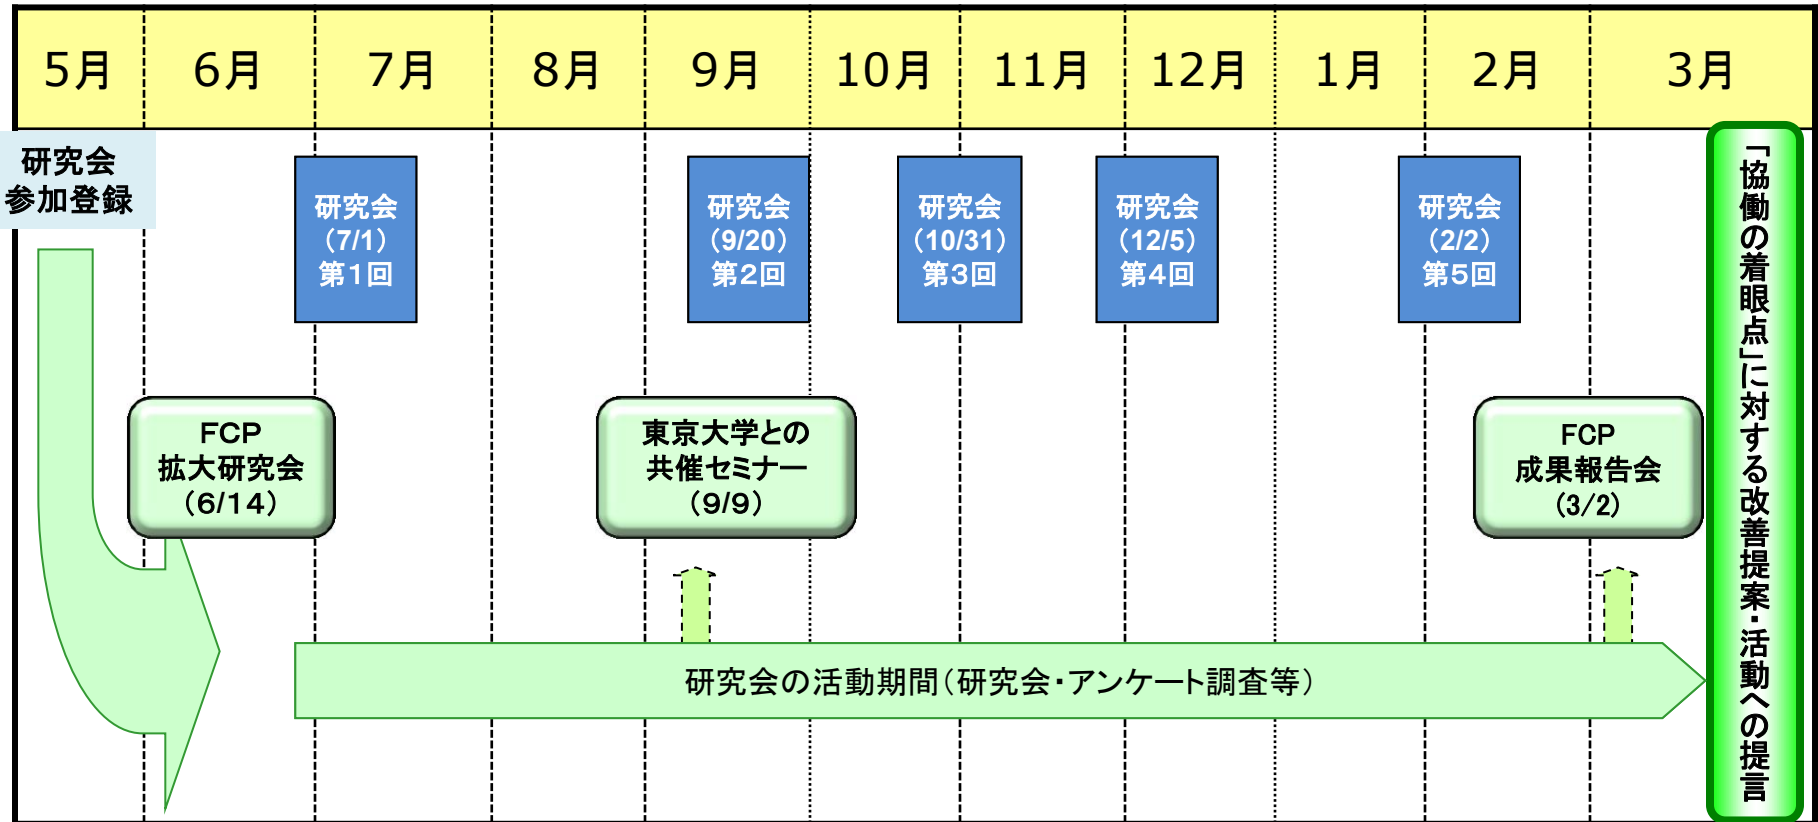 5月 6月 7月 8月 9月 10月 11月 12月 1月 2月 3月
研究会
参加登録
研究会
（7/1）
第１回
研究会
（9/20）
第２回
研究会
（10/31）
第３回
研究会
（12/5）
第４回
研究会
（2/2）
第５回
FCP
拡大研究会
（６/１４）
東京大学との
共催セミナー
（９/９）
FCP
成果報告会
(３/２)
研究会の活動期間（研究会・アンケート調査等）
「協働の着眼点」に対する改善提案・活動への提言